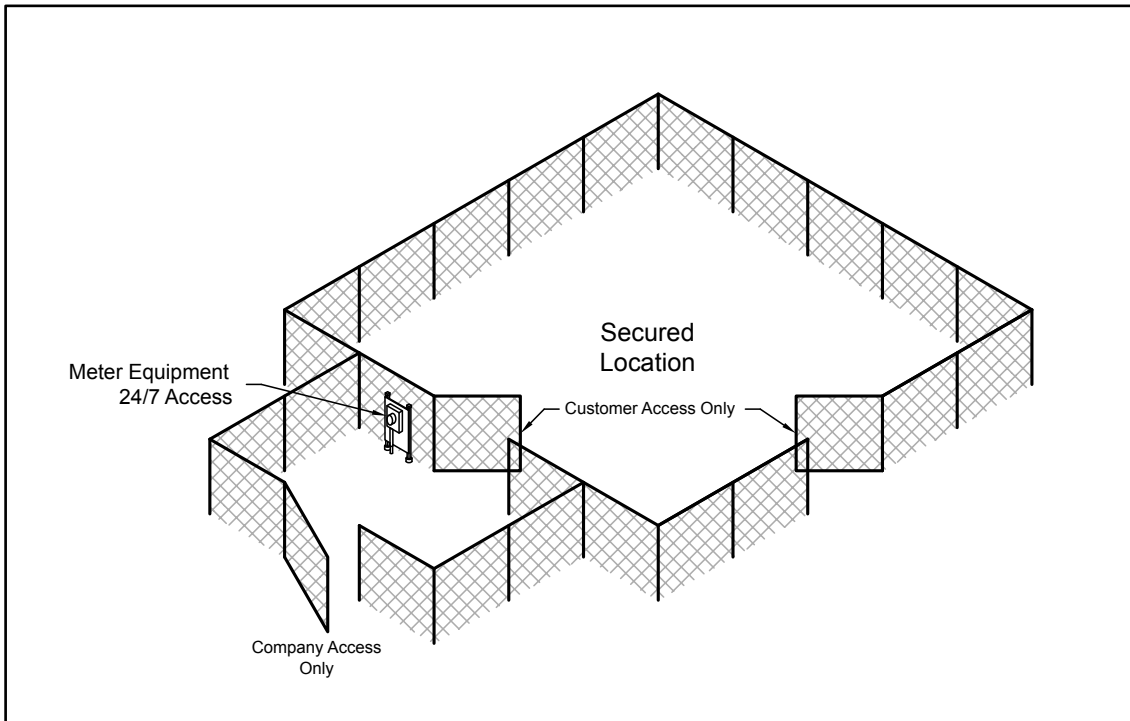 Secured
Location
Meter Equipment
24/7 Access
Customer Access Only
Company Access
Only